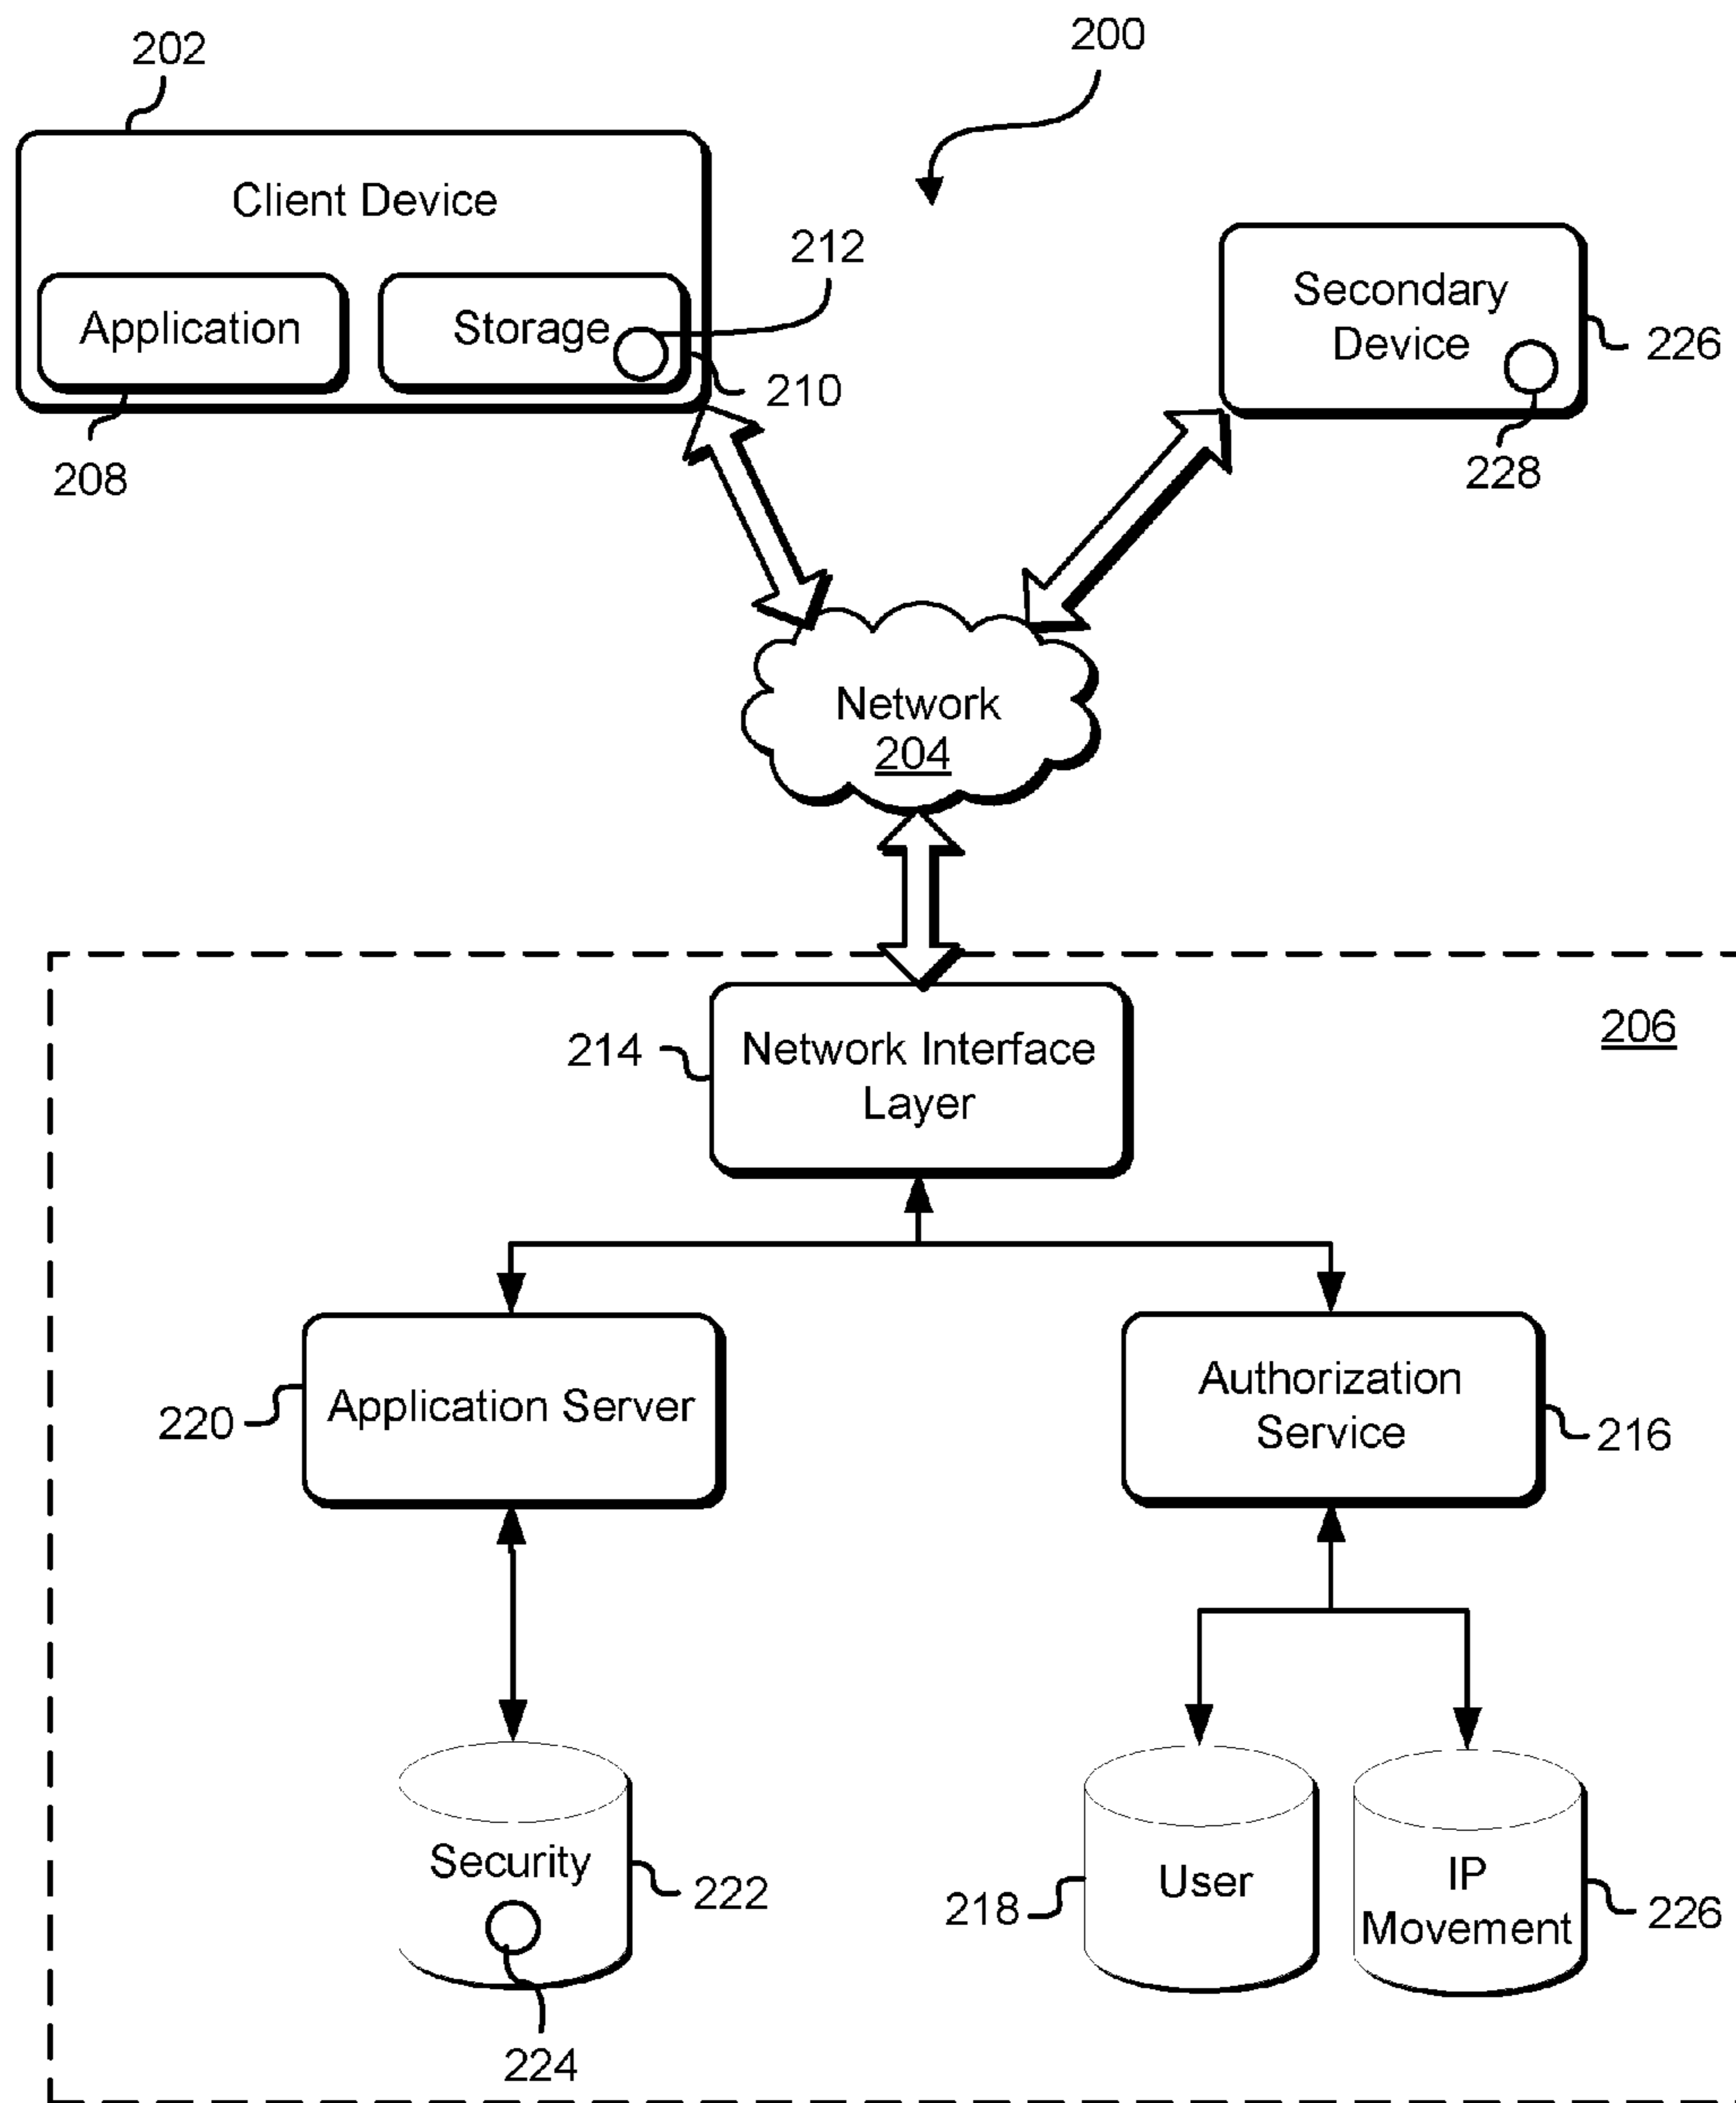 202
200
Client Device
212
Application
Storage
210
208
Secondary
Device
226
228
Network
204
206
214
Network Interface
Layer
220
Application Server
Authorization
Service
216
Security
222
224
218
User
IP
Movement
226